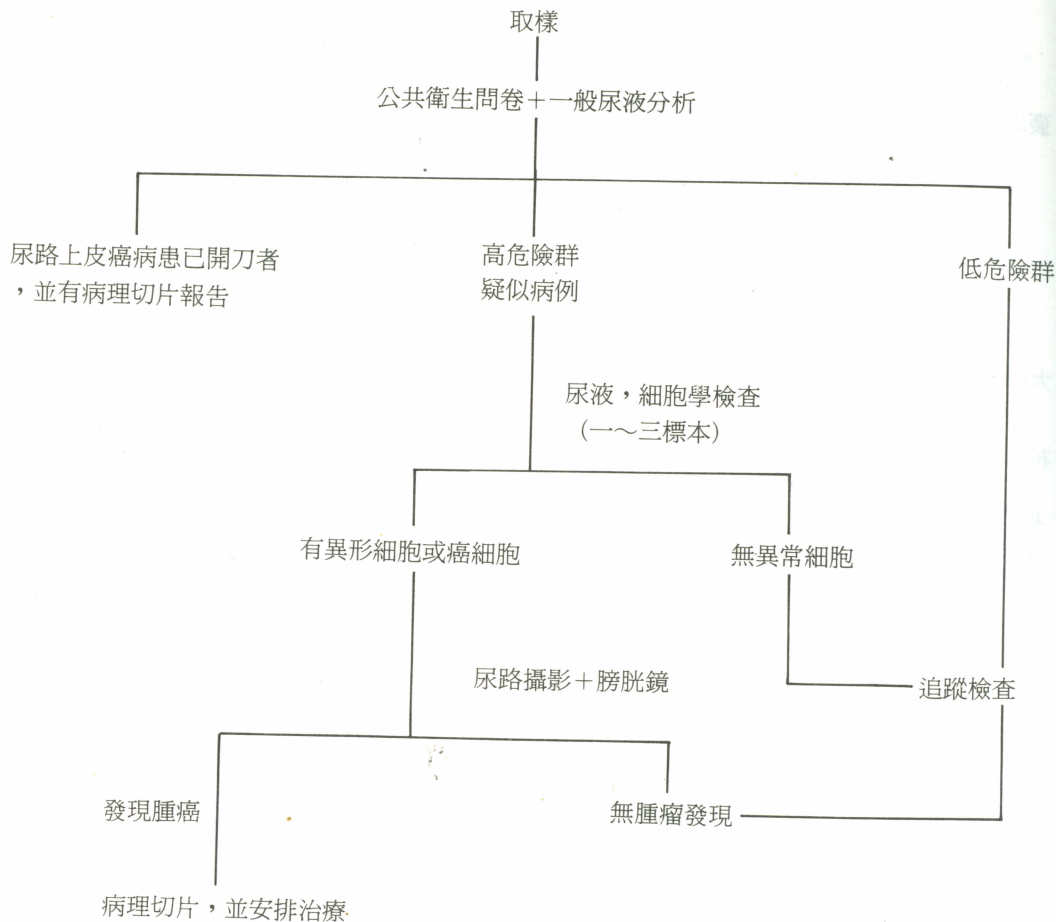 取樣
公共衛生問卷＋一般尿液分析
尿路上皮癌病患已開刀者
，並有病理切片報告
高危險群
疑似病例
低危險群
尿液，細胞學檢查
(一～三標本)
有異形細胞或癌細胞
無異常細胞
尿路攝影＋膀胱鏡
追蹤檢查
發現腫癌
無腫瘤發現
病理切片，並安排治療